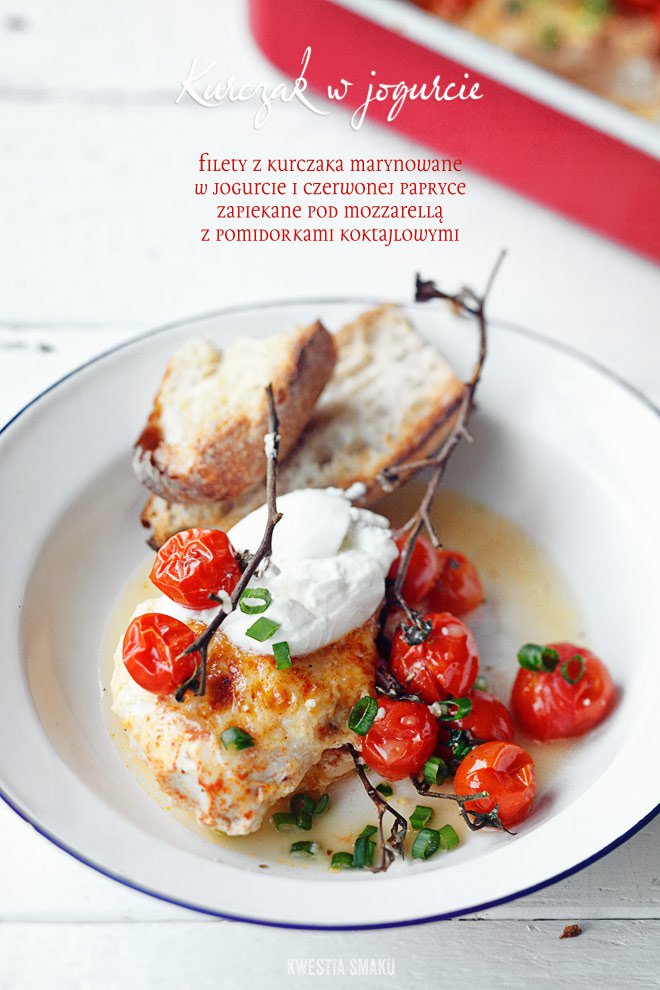 Kurczak w jogurcie
filety z kurczaka marynowane
w jogurcie i czerwonej papryce
zapiekane pod mozzarellą
z pomidorkami koktajlowymi
KWESTIA SMAKU